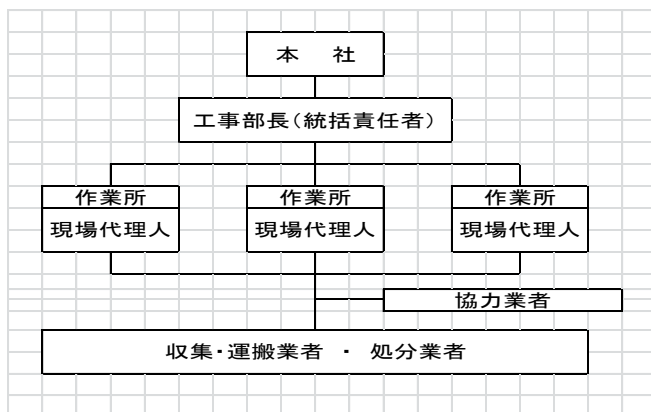 本 社
工事部長(統括責任者)
作業所
現場代理人
作業所
現場代理人
作業所
現場代理人
協力業者
収集・運搬業者 ・ 処分業者